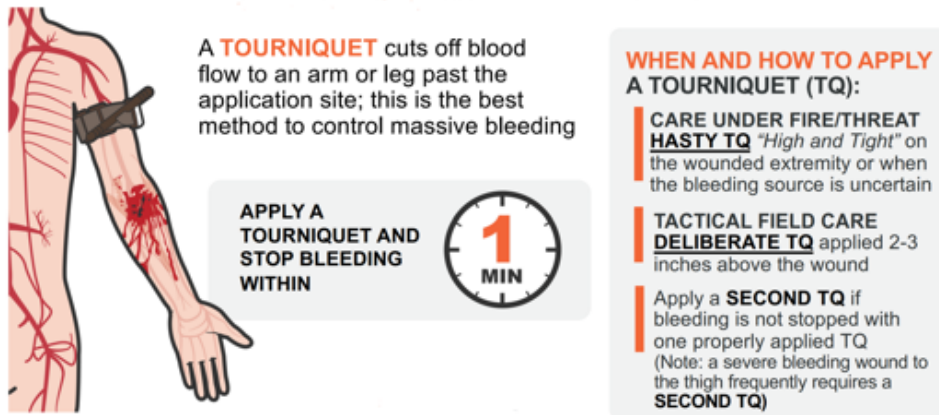 A TOURNIQUET cuts off blood
flow to an arm or leg past the
application site; this is the best
method to control massive bleeding
APPLY A
TOURNIQUET AND
STOP BLEEDING
WITHIN
1
MIN
WHEN AND HOW TO APPLY
A TOURNIQUET (TQ):
CARE UNDER FIRE/THREAT
HASTY TQ “High and Tight” on
the wounded extremity or when
the bleeding source is uncertain
TACTICAL FIELD CARE
DELIBERATE TQ applied 2-3
inches above the wound
Apply a SECOND TQ if
bleeding is not stopped with
one properly applied TQ
(Note: a severe bleeding wound to
the thigh frequently requires a
SECOND TQ)